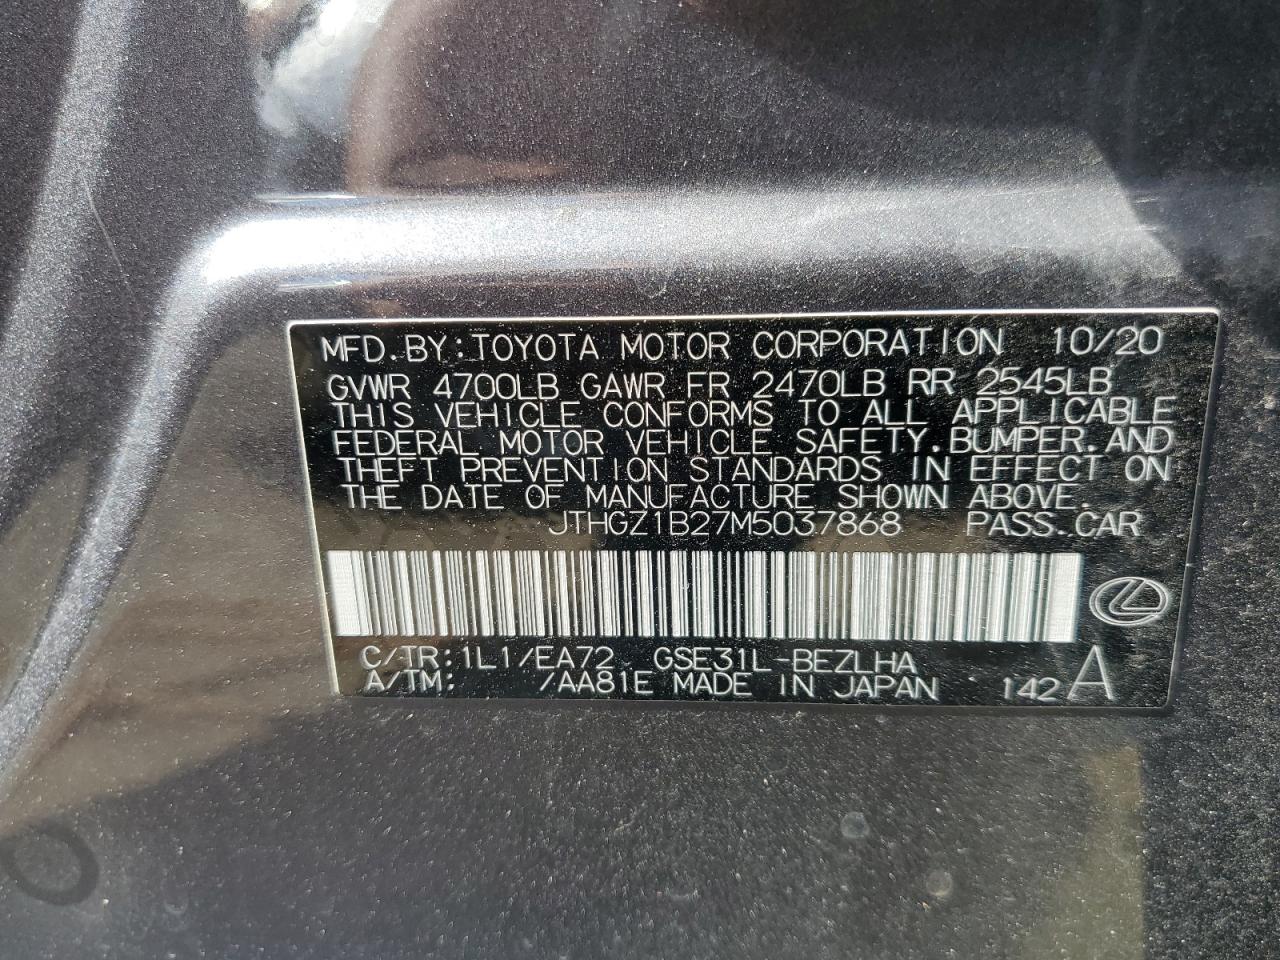 MFD.BY:TOYOTA MOTOR CORPORATION 10/20
GVWR 4700LB GAWR FR 2470LB RR 2545LB
THIS VEHICLE CONFORMS TO ALL APPLICABLE
FEDERAL MOTOR VEHICLE SAFETY,BUMPER,AND
THEFT PREVENTION STANDARDS IN EFFECT ON
THE DATE OF MANUFACTURE SHOWN ABOVE.
JTHGZ1B27M5037868 PASS.CAR
C/TR:1L1/EA72 GSE31L-BEZLHA
A/TM: /AA81E MADE IN JAPAN 142 A